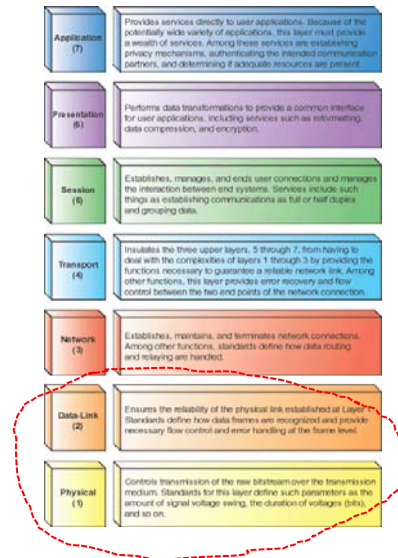 Application
(7)
Provides services directly to user applications. Because of the
potentially wide variety of applications, this layer must provide
a wealth of services. Among these services are establishing
privacy mechanisms, authenticating the intended communication
partners, and determining if adequate resources are present.
Presentation
(6)
Performs data transformations to provide a common interface
for user applications, including services such as reformatting,
data compression, and encryption.
Session
(5)
Establishes, manages, and ends user connections and manages
the interaction between end systems. Services include such
things as establishing communications as full or half duplex
and grouping data.
Transport
(4)
Insulates the three upper layers, 5 through 7, from having to
deal with the complexities of layers 1 through 3 by providing the
functions necessary to guarantee a reliable network link. Among
other functions, this layer provides error recovery and flow
control between the two end points of the network connection.
Network
(3)
Establishes, maintains, and terminates network connections.
Among other functions, standards define how data routing
and relaying are handled.
Data-Link
(2)
Ensures the reliability of the physical link established at Layer 1.
Standards define how data frames are recognized and provide
necessary flow control and error handling at the frame level.
Physical
(1)
Controls transmission of the raw bitstream over the transmission
medium. Standards for this layer define such parameters as the
amount of signal voltage swing, the duration of voltages (bits),
and so on.